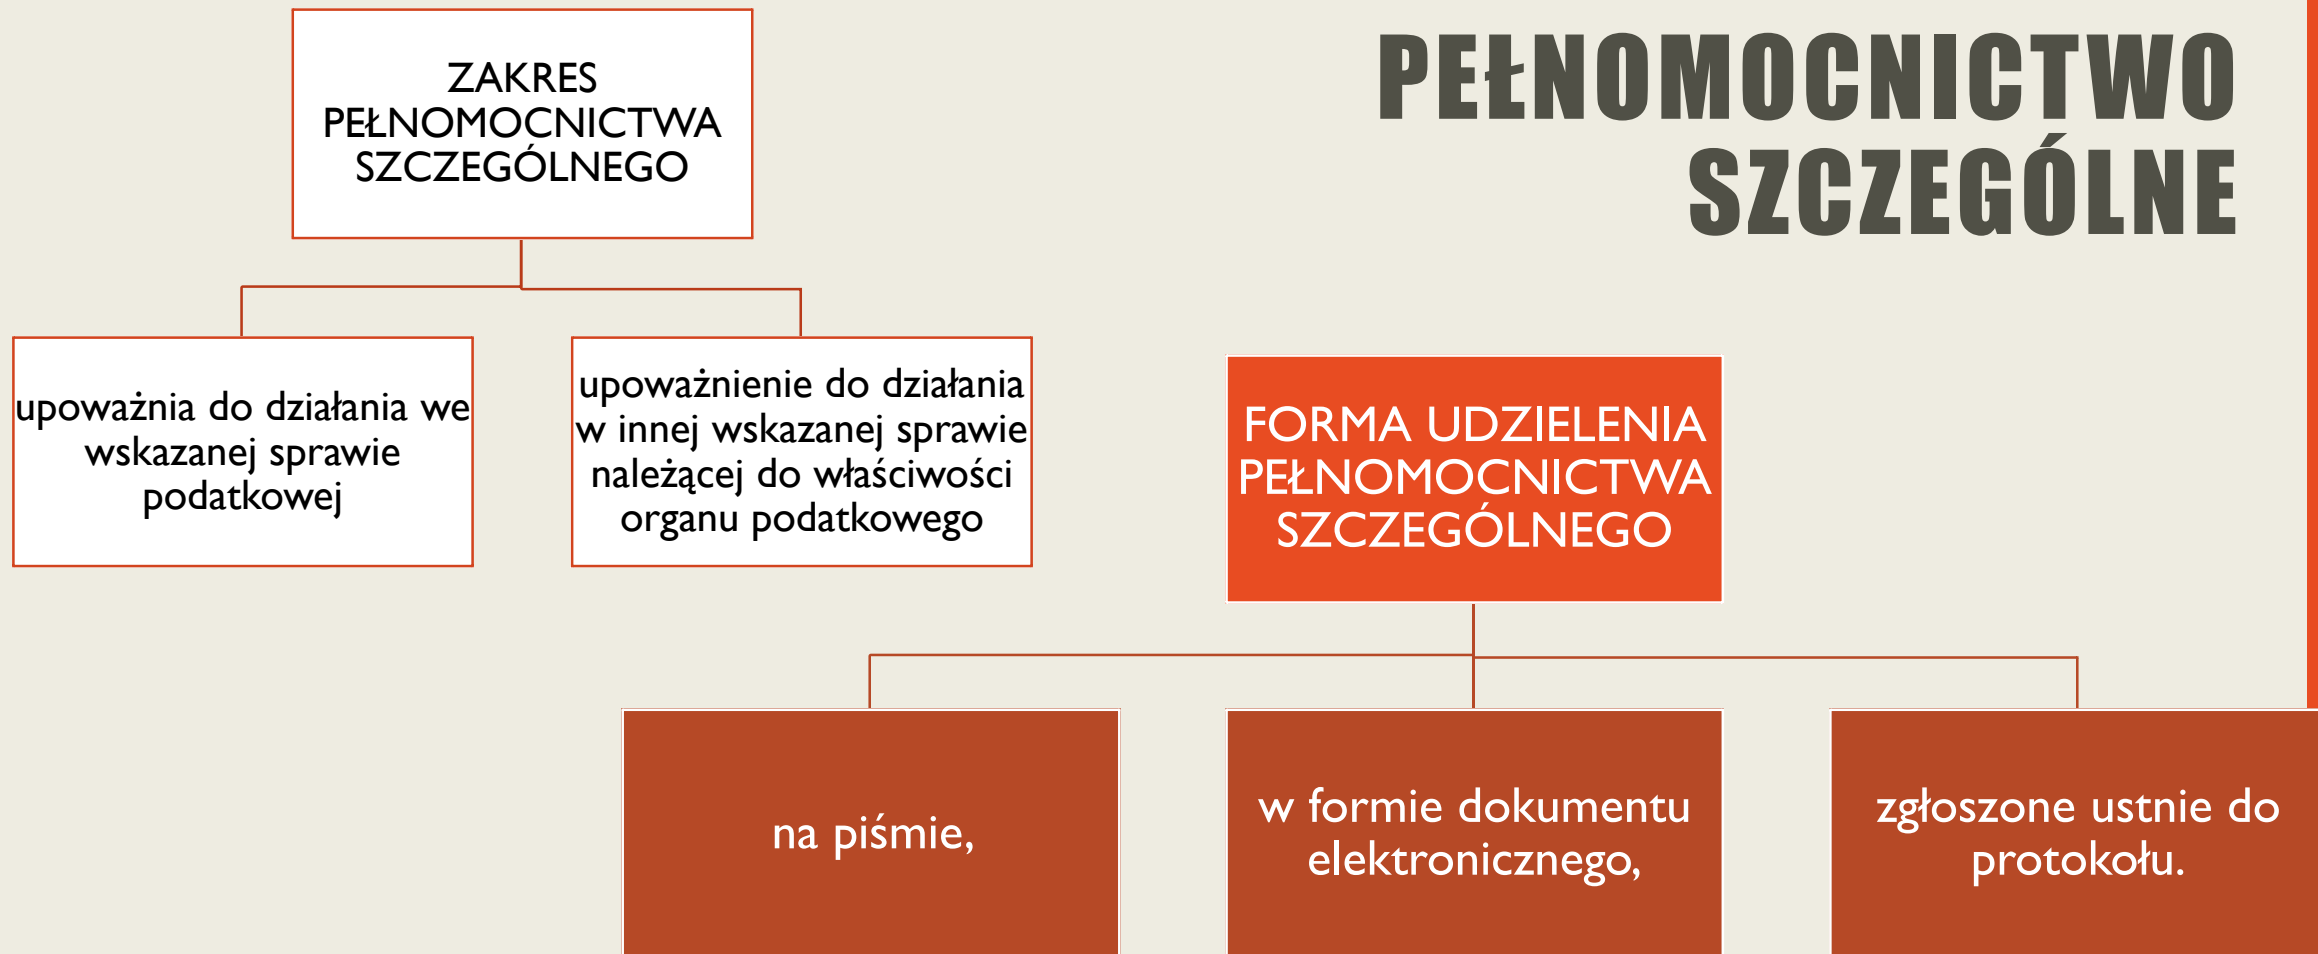 PEŁNOMOCNICTWO
SZCZEGÓLNE
ZAKRES
PEŁNOMOCNICTWA
SZCZEGÓLNEGO
upoważnia do działania we
wskazanej sprawie
podatkowej
upoważnienie do działania
w innej wskazanej sprawie
należącej do właściwości
organu podatkowego
FORMA UDZIELENIA
PEŁNOMOCNICTWA
SZCZEGÓLNEGO
na piśmie,
w formie dokumentu
elektronicznego,
zgłoszone ustnie do
protokołu.